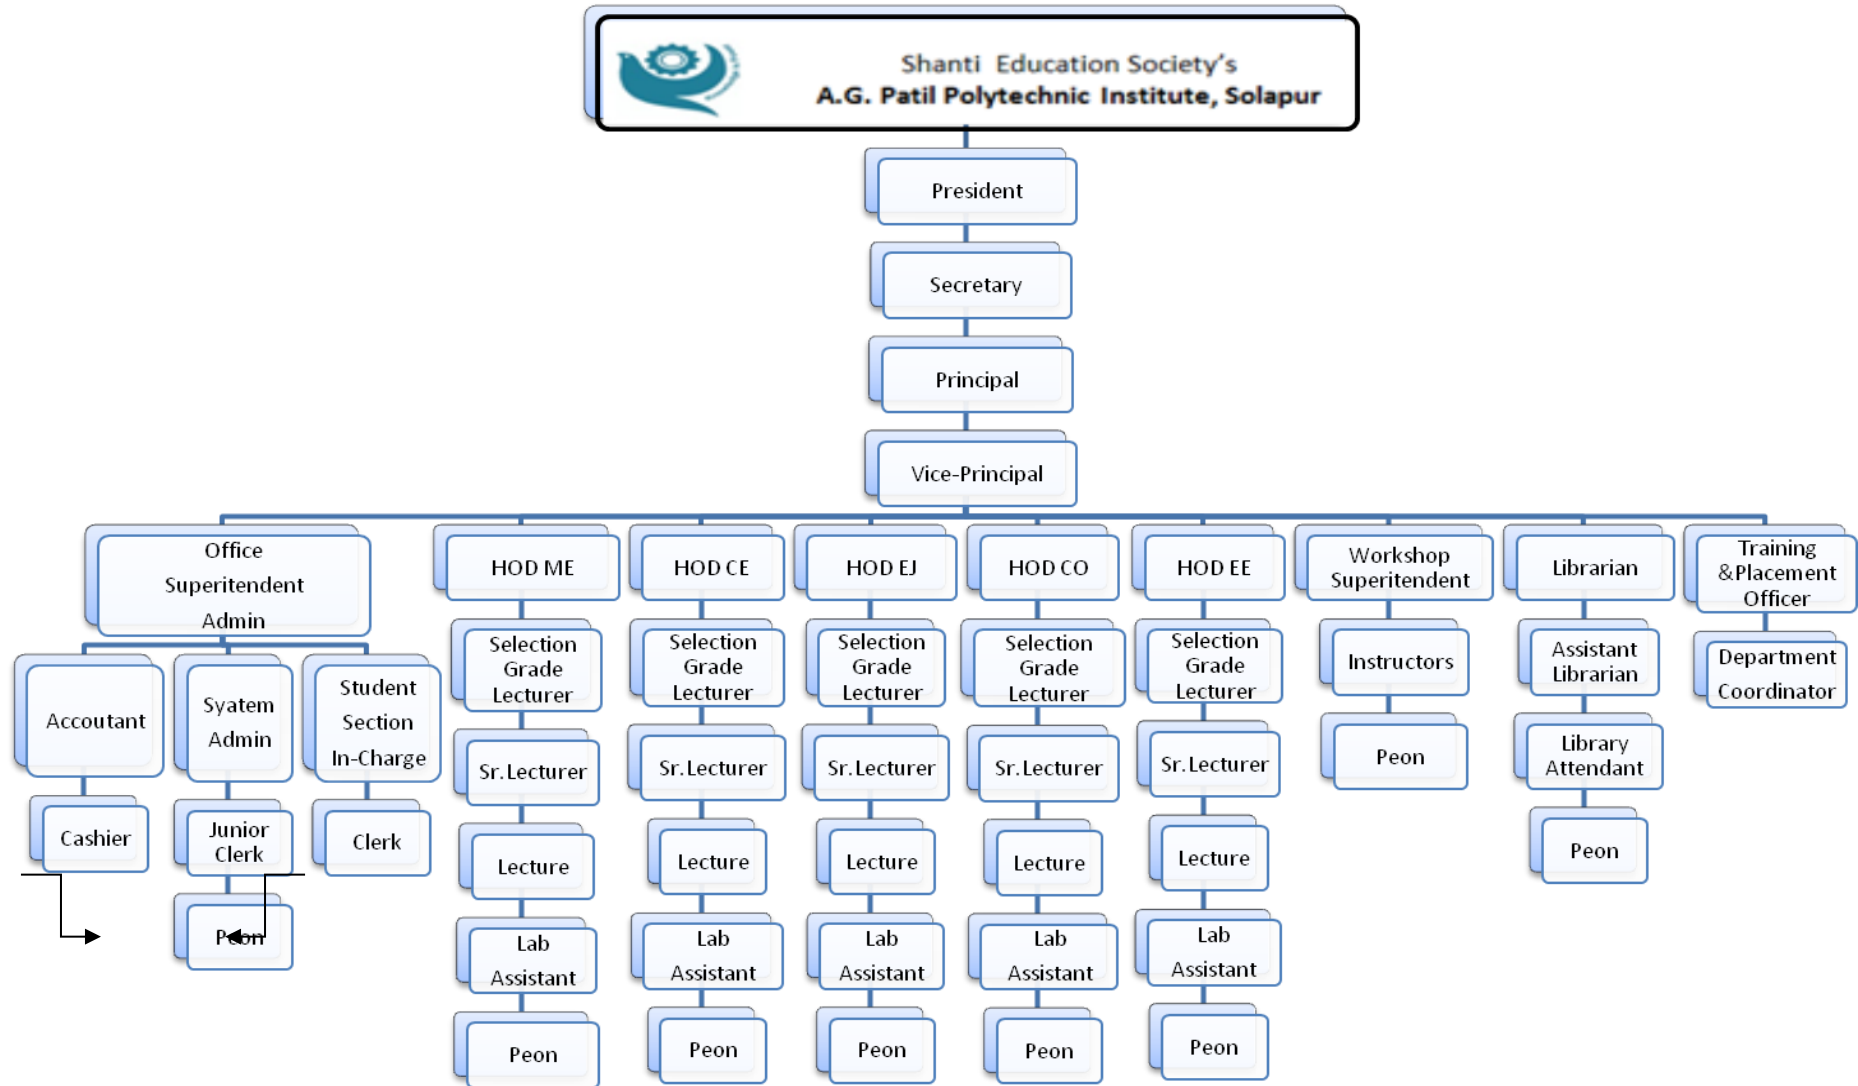 Shanti Education Society's
A.G. Patil Polytechnic Institute, Solapur
President
Secretary
Principal
Vice-Principal
Office
Superitendent
Admin
HOD ME
HOD CE
HOD EJ
HOD CO
HOD EE
Workshop
Superitendent
Librarian
Training
&Placement
Officer
Accoutant
Syatem
Admin
Student
Section
In-Charge
Selection
Grade
Lecturer
Selection
Grade
Lecturer
Selection
Grade
Lecturer
Selection
Grade
Lecturer
Selection
Grade
Lecturer
Instructors
Assistant
Librarian
Department
Coordinator
Sr. Lecturer
Sr. Lecturer
Sr. Lecturer
Sr. Lecturer
Sr. Lecturer
Peon
Library
Attendant
Cashier
Junior
Clerk
Clerk
Lecture
Lecture
Lecture
Lecture
Lecture
Peon
Peon
Lab
Assistant
Lab
Assistant
Lab
Assistant
Lab
Assistant
Lab
Assistant
Peon
Peon
Peon
Peon
Peon